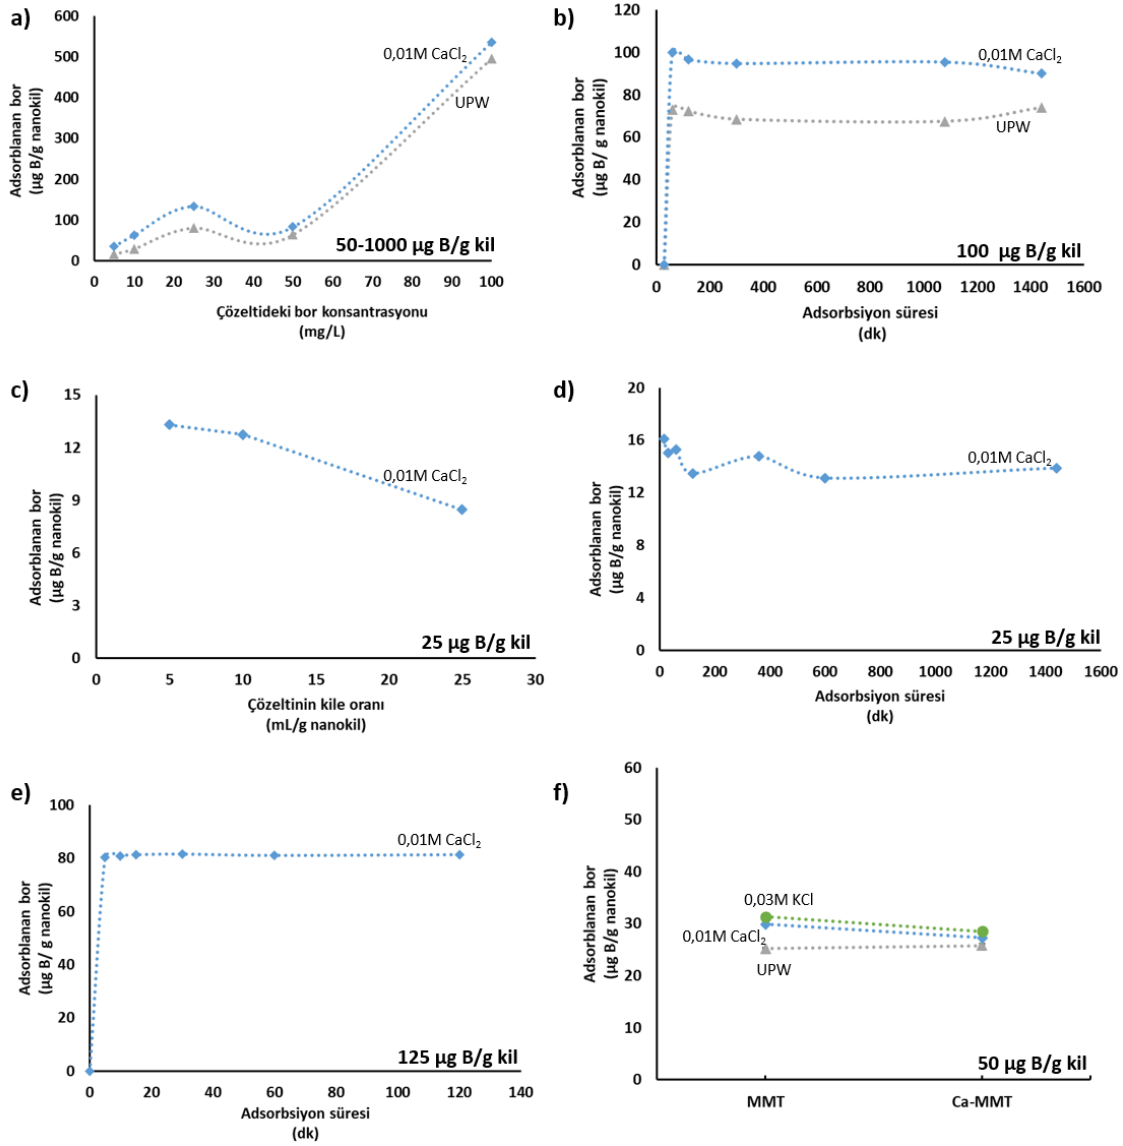 a)
600
500
400
300
200
100
0
Adsorblanan bor
(µg B/g nanokil)
0,01M CaCl₂
UPW
50-1000 µg B/g kil
0 10 20 30 40 50 60 70 80 90 100
Çözeltideki bor konsantrasyonu
(mg/L)
b)
120
100
80
60
40
20
0
Adsorblanan bor
(µg B/ g nanokil)
0,01M CaCl₂
UPW
100 µg B/g kil
0 200 400 600 800 1000 1200 1400 1600
Adsorbsiyon süresi
(dk)
c)
15
12
9
6
3
0
Adsorblanan bor
(µg B/g nanokil)
0,01M CaCl₂
25 µg B/g kil
0 5 10 15 20 25 30
Çözeltinin kile oranı
(mL/g nanokil)
d)
20
16
12
8
4
0
Adsorblanan bor
(µg B/g nanokil)
0,01M CaCl₂
25 µg B/g kil
0 200 400 600 800 1000 1200 1400 1600
Adsorbsiyon süresi
(dk)
e)
100
80
60
40
20
0
Adsorblanan bor
(µg B/ g nanokil)
0,01M CaCl₂
125 µg B/g kil
0 20 40 60 80 100 120 140
Adsorbsiyon süresi
(dk)
f)
60
50
40
30
20
10
0
Adsorblanan bor
(µg B/g nanokil)
0,03M KCl
0,01M CaCl₂
UPW
50 µg B/g kil
MMT Ca-MMT